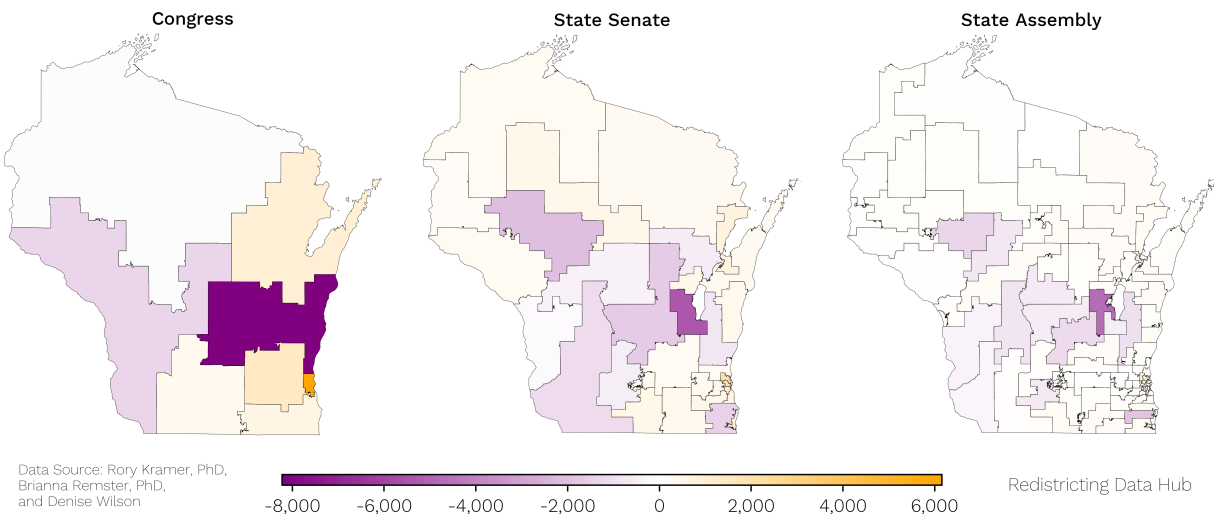 Congress
State Senate
State Assembly
Data Source: Rory Kramer, PhD,
Brianna Remster, PhD,
and Denise Wilson
-8,000 -6,000 -4,000 -2,000 0 2,000 4,000 6,000
Redistricting Data Hub